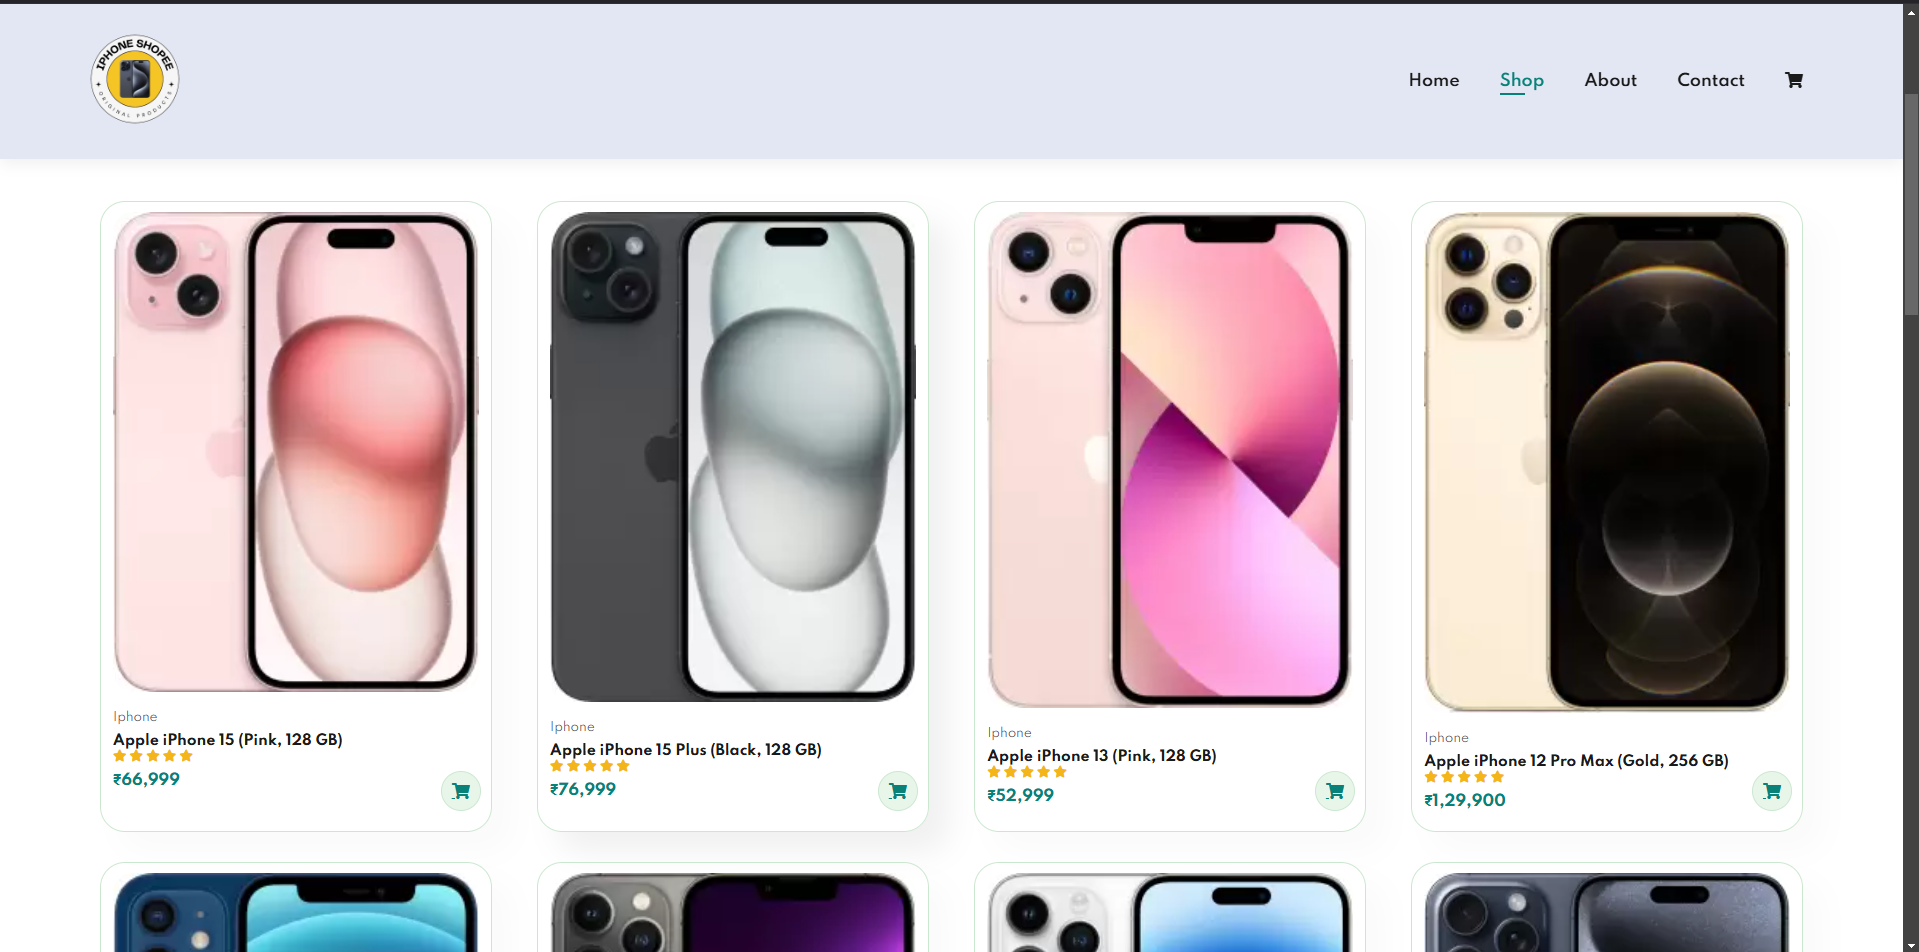 IPHONE SHOPEE
ORIGINAL PRODUCTS
Home
Shop
About
Contact
Iphone
Apple iPhone 15 (Pink, 128 GB)
₹66,999
Iphone
Apple iPhone 15 Plus (Black, 128 GB)
₹76,999
Iphone
Apple iPhone 13 (Pink, 128 GB)
₹52,999
Iphone
Apple iPhone 12 Pro Max (Gold, 256 GB)
₹1,29,900